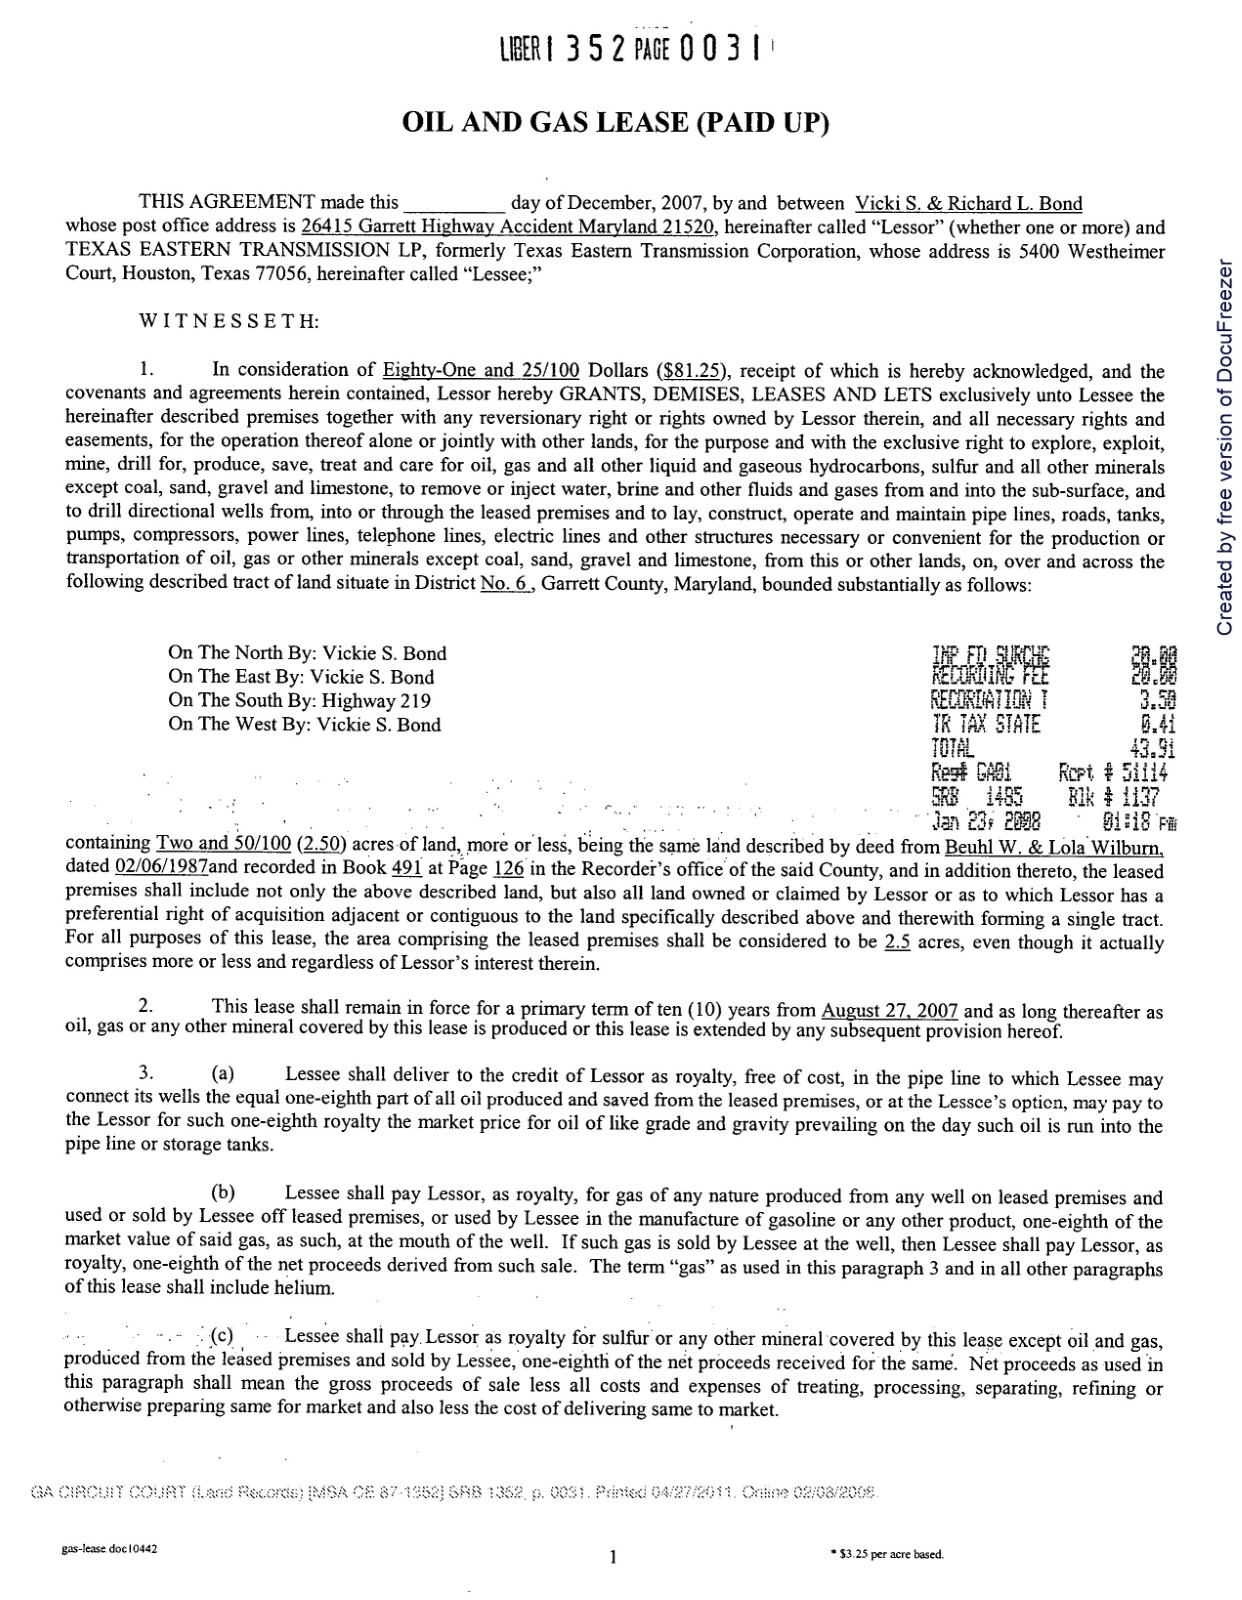 LIBER 1 3 5 2 PAGE 0 0 3 1
OIL AND GAS LEASE (PAID UP)
THIS AGREEMENT made this __________ day of December, 2007, by and between Vicki S. & Richard L. Bond
whose post office address is 26415 Garrett Highway Accident Maryland 21520, hereinafter called “Lessor” (whether one or more) and
TEXAS EASTERN TRANSMISSION LP, formerly Texas Eastern Transmission Corporation, whose address is 5400 Westheimer
Court, Houston, Texas 77056, hereinafter called “Lessee;”
W I T N E S S E T H:
1. In consideration of Eighty-One and 25/100 Dollars ($81.25), receipt of which is hereby acknowledged, and the
covenants and agreements herein contained, Lessor hereby GRANTS, DEMISES, LEASES AND LETS exclusively unto Lessee the
hereinafter described premises together with any reversionary right or rights owned by Lessor therein, and all necessary rights and
easements, for the operation thereof alone or jointly with other lands, for the purpose and with the exclusive right to explore, exploit,
mine, drill for, produce, save, treat and care for oil, gas and all other liquid and gaseous hydrocarbons, sulfur and all other minerals
except coal, sand, gravel and limestone, to remove or inject water, brine and other fluids and gases from and into the sub-surface, and
to drill directional wells from, into or through the leased premises and to lay, construct, operate and maintain pipe lines, roads, tanks,
pumps, compressors, power lines, telephone lines, electric lines and other structures necessary or convenient for the production or
transportation of oil, gas or other minerals except coal, sand, gravel and limestone, from this or other lands, on, over and across the
following described tract of land situate in District No. 6 , Garrett County, Maryland, bounded substantially as follows:
On The North By: Vickie S. Bond
On The East By: Vickie S. Bond
On The South By: Highway 219
On The West By: Vickie S. Bond
IMP FD SURCHG 20.00
RECORDING FEE 20.00
RECORDATION T 3.50
TR TAX STATE 0.41
TOTAL 43.91
Reg# GA01 Rcpt # 51114
SRB 1485 Blk # 1137
Jan 23, 2008 01:18 PM
containing Two and 50/100 (2.50) acres of land, more or less, being the same land described by deed from Beuhl W. & Lola Wilburn,
dated 02/06/1987and recorded in Book 491 at Page 126 in the Recorder’s office of the said County, and in addition thereto, the leased
premises shall include not only the above described land, but also all land owned or claimed by Lessor or as to which Lessor has a
preferential right of acquisition adjacent or contiguous to the land specifically described above and therewith forming a single tract.
For all purposes of this lease, the area comprising the leased premises shall be considered to be 2.5 acres, even though it actually
comprises more or less and regardless of Lessor’s interest therein.
2. This lease shall remain in force for a primary term of ten (10) years from August 27, 2007 and as long thereafter as
oil, gas or any other mineral covered by this lease is produced or this lease is extended by any subsequent provision hereof.
3. (a) Lessee shall deliver to the credit of Lessor as royalty, free of cost, in the pipe line to which Lessee may
connect its wells the equal one-eighth part of all oil produced and saved from the leased premises, or at the Lessee’s option, may pay to
the Lessor for such one-eighth royalty the market price for oil of like grade and gravity prevailing on the day such oil is run into the
pipe line or storage tanks.
(b) Lessee shall pay Lessor, as royalty, for gas of any nature produced from any well on leased premises and
used or sold by Lessee off leased premises, or used by Lessee in the manufacture of gasoline or any other product, one-eighth of the
market value of said gas, as such, at the mouth of the well. If such gas is sold by Lessee at the well, then Lessee shall pay Lessor, as
royalty, one-eighth of the net proceeds derived from such sale. The term “gas” as used in this paragraph 3 and in all other paragraphs
of this lease shall include helium.
(c) Lessee shall pay Lessor as royalty for sulfur or any other mineral covered by this lease except oil and gas,
produced from the leased premises and sold by Lessee, one-eighth of the net proceeds received for the same. Net proceeds as used in
this paragraph shall mean the gross proceeds of sale less all costs and expenses of treating, processing, separating, refining or
otherwise preparing same for market and also less the cost of delivering same to market.
GA CIRCUIT COURT (Land Records) [MSA CE 87-1352] SRB 1352, p. 0031. Printed 04/27/2011. Online 02/08/2008.
gas-lease.doc10442
1
* $3.25 per acre based.
Created by free version of DocuFreezer